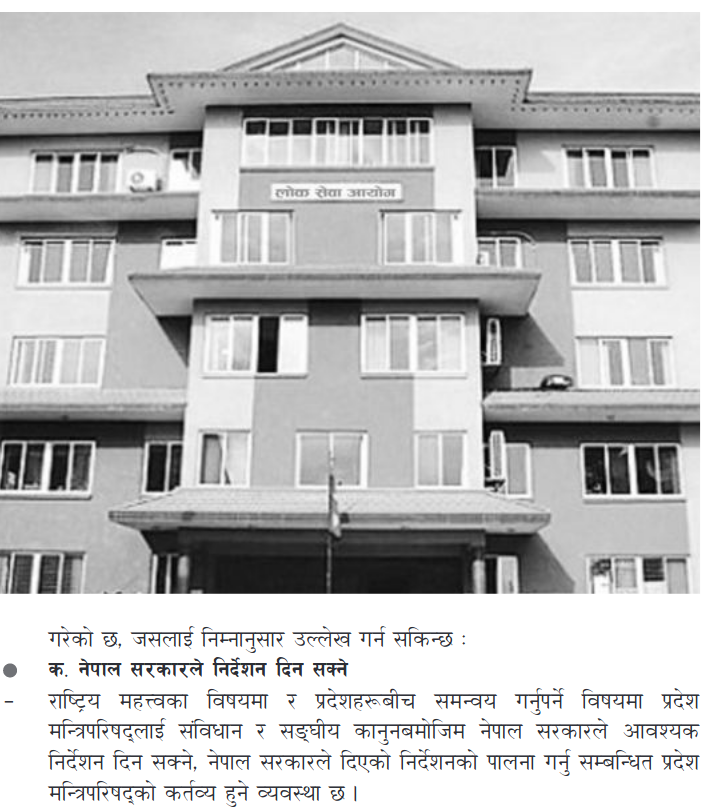 लोक सेवा आयोग
गरेको छ, जसलाई निम्नानुसार उल्लेख गर्न सकिन्छ :
● क. नेपाल सरकारले निर्देशन दिन सक्ने
– राष्ट्रिय महत्त्वका विषयमा र प्रदेशहरूबीच समन्वय गर्नुपर्ने विषयमा प्रदेश
मन्त्रिपरिषद्लाई संविधान र सङ्घीय कानुनबमोजिम नेपाल सरकारले आवश्यक
निर्देशन दिन सक्ने, नेपाल सरकारले दिएको निर्देशनको पालना गर्नु सम्बन्धित प्रदेश
मन्त्रिपरिषद्को कर्तव्य हुने व्यवस्था छ ।